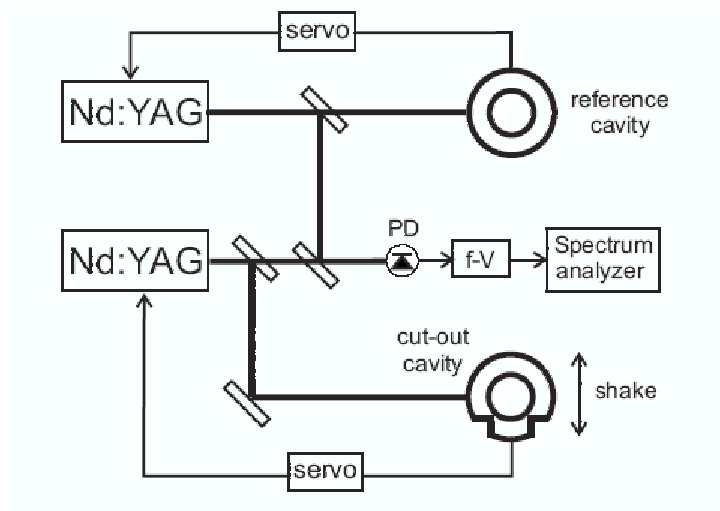 servo
Nd:YAG
reference
cavity
PD
Nd:YAG
f-V
Spectrum
analyzer
cut-out
cavity
shake
servo